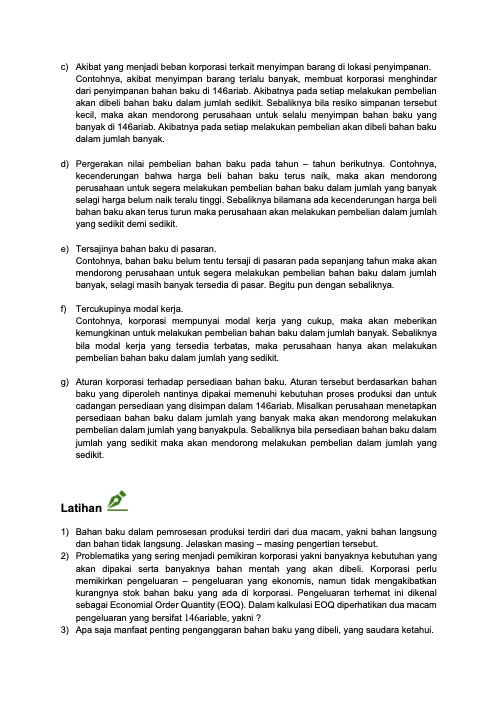 c) Akibat yang menjadi beban korporasi terkait menyimpan barang di lokasi penyimpanan.
Contohnya, akibat menyimpan barang terlalu banyak, membuat korporasi menghindar
dari penyimpanan bahan baku di 146ariab. Akibatnya pada setiap melakukan pembelian
akan dibeli bahan baku dalam jumlah sedikit. Sebaliknya bila resiko simpanan tersebut
kecil, maka akan mendorong perusahaan untuk selalu menyimpan bahan baku yang
banyak di 146ariab. Akibatnya pada setiap melakukan pembelian akan dibeli bahan baku
dalam jumlah banyak.
d) Pergerakan nilai pembelian bahan baku pada tahun – tahun berikutnya. Contohnya,
kecenderungan bahwa harga beli bahan baku terus naik, maka akan mendorong
perusahaan untuk segera melakukan pembelian bahan baku dalam jumlah yang banyak
selagi harga belum naik teralu tinggi. Sebaliknya bilamana ada kecenderungan harga beli
bahan baku akan terus turun maka perusahaan akan melakukan pembelian dalam jumlah
yang sedikit demi sedikit.
e) Tersajinya bahan baku di pasaran.
Contohnya, bahan baku belum tentu tersaji di pasaran pada sepanjang tahun maka akan
mendorong perusahaan untuk segera melakukan pembelian bahan baku dalam jumlah
banyak, selagi masih banyak tersedia di pasar. Begitu pun dengan sebaliknya.
f) Tercukupinya modal kerja.
Contohnya, korporasi mempunyai modal kerja yang cukup, maka akan meberikan
kemungkinan untuk melakukan pembelian bahan baku dalam jumlah banyak. Sebaliknya
bila modal kerja yang tersedia terbatas, maka perusahaan hanya akan melakukan
pembelian bahan baku dalam jumlah yang sedikit.
g) Aturan korporasi terhadap persediaan bahan baku. Aturan tersebut berdasarkan bahan
baku yang diperoleh nantinya dipakai memenuhi kebutuhan proses produksi dan untuk
cadangan persediaan yang disimpan dalam 146ariab. Misalkan perusahaan menetapkan
persediaan bahan baku dalam jumlah yang banyak maka akan mendorong melakukan
pembelian dalam jumlah yang banyakpula. Sebaliknya bila persediaan bahan baku dalam
jumlah yang sedikit maka akan mendorong melakukan pembelian dalam jumlah yang
sedikit.
Latihan
1) Bahan baku dalam pemrosesan produksi terdiri dari dua macam, yakni bahan langsung
dan bahan tidak langsung. Jelaskan masing – masing pengertian tersebut.
2) Problematika yang sering menjadi pemikiran korporasi yakni banyaknya kebutuhan yang
akan dipakai serta banyaknya bahan mentah yang akan dibeli. Korporasi perlu
memikirkan pengeluaran – pengeluaran yang ekonomis, namun tidak mengakibatkan
kurangnya stok bahan baku yang ada di korporasi. Pengeluaran terhemat ini dikenal
sebagai Economial Order Quantity (EOQ). Dalam kalkulasi EOQ diperhatikan dua macam
pengeluaran yang bersifat 146ariable, yakni ?
3) Apa saja manfaat penting penganggaran bahan baku yang dibeli, yang saudara ketahui.